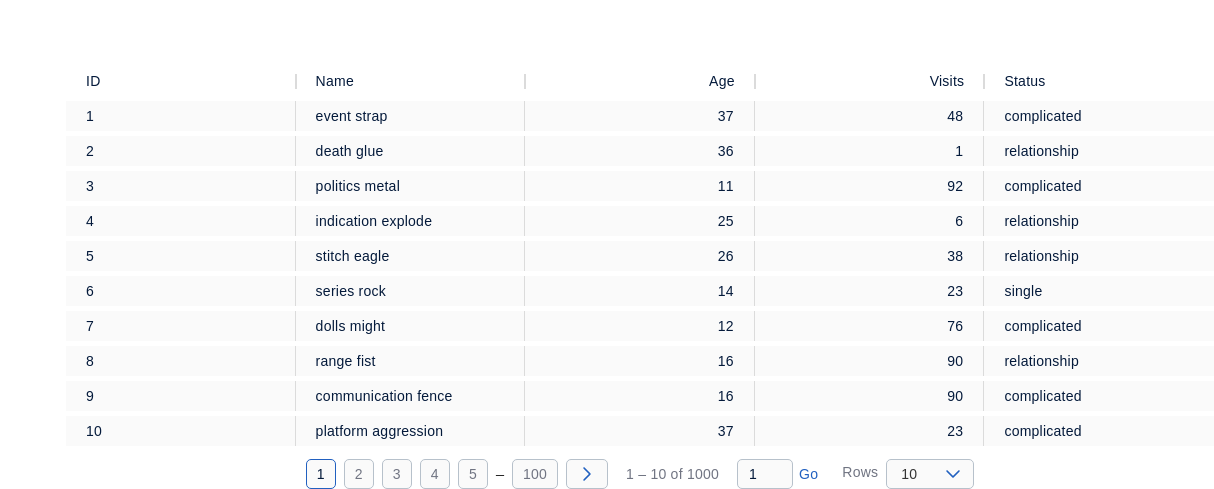 ID Name Age Visits Status
1 event strap 37 48 complicated
2 death glue 36 1 relationship
3 politics metal 11 92 complicated
4 indication explode 25 6 relationship
5 stitch eagle 26 38 relationship
6 series rock 14 23 single
7 dolls might 12 76 complicated
8 range fist 16 90 relationship
9 communication fence 16 90 complicated
10 platform aggression 37 23 complicated
1 2 3 4 5 – 100 1 – 10 of 1000 1 Go Rows 10